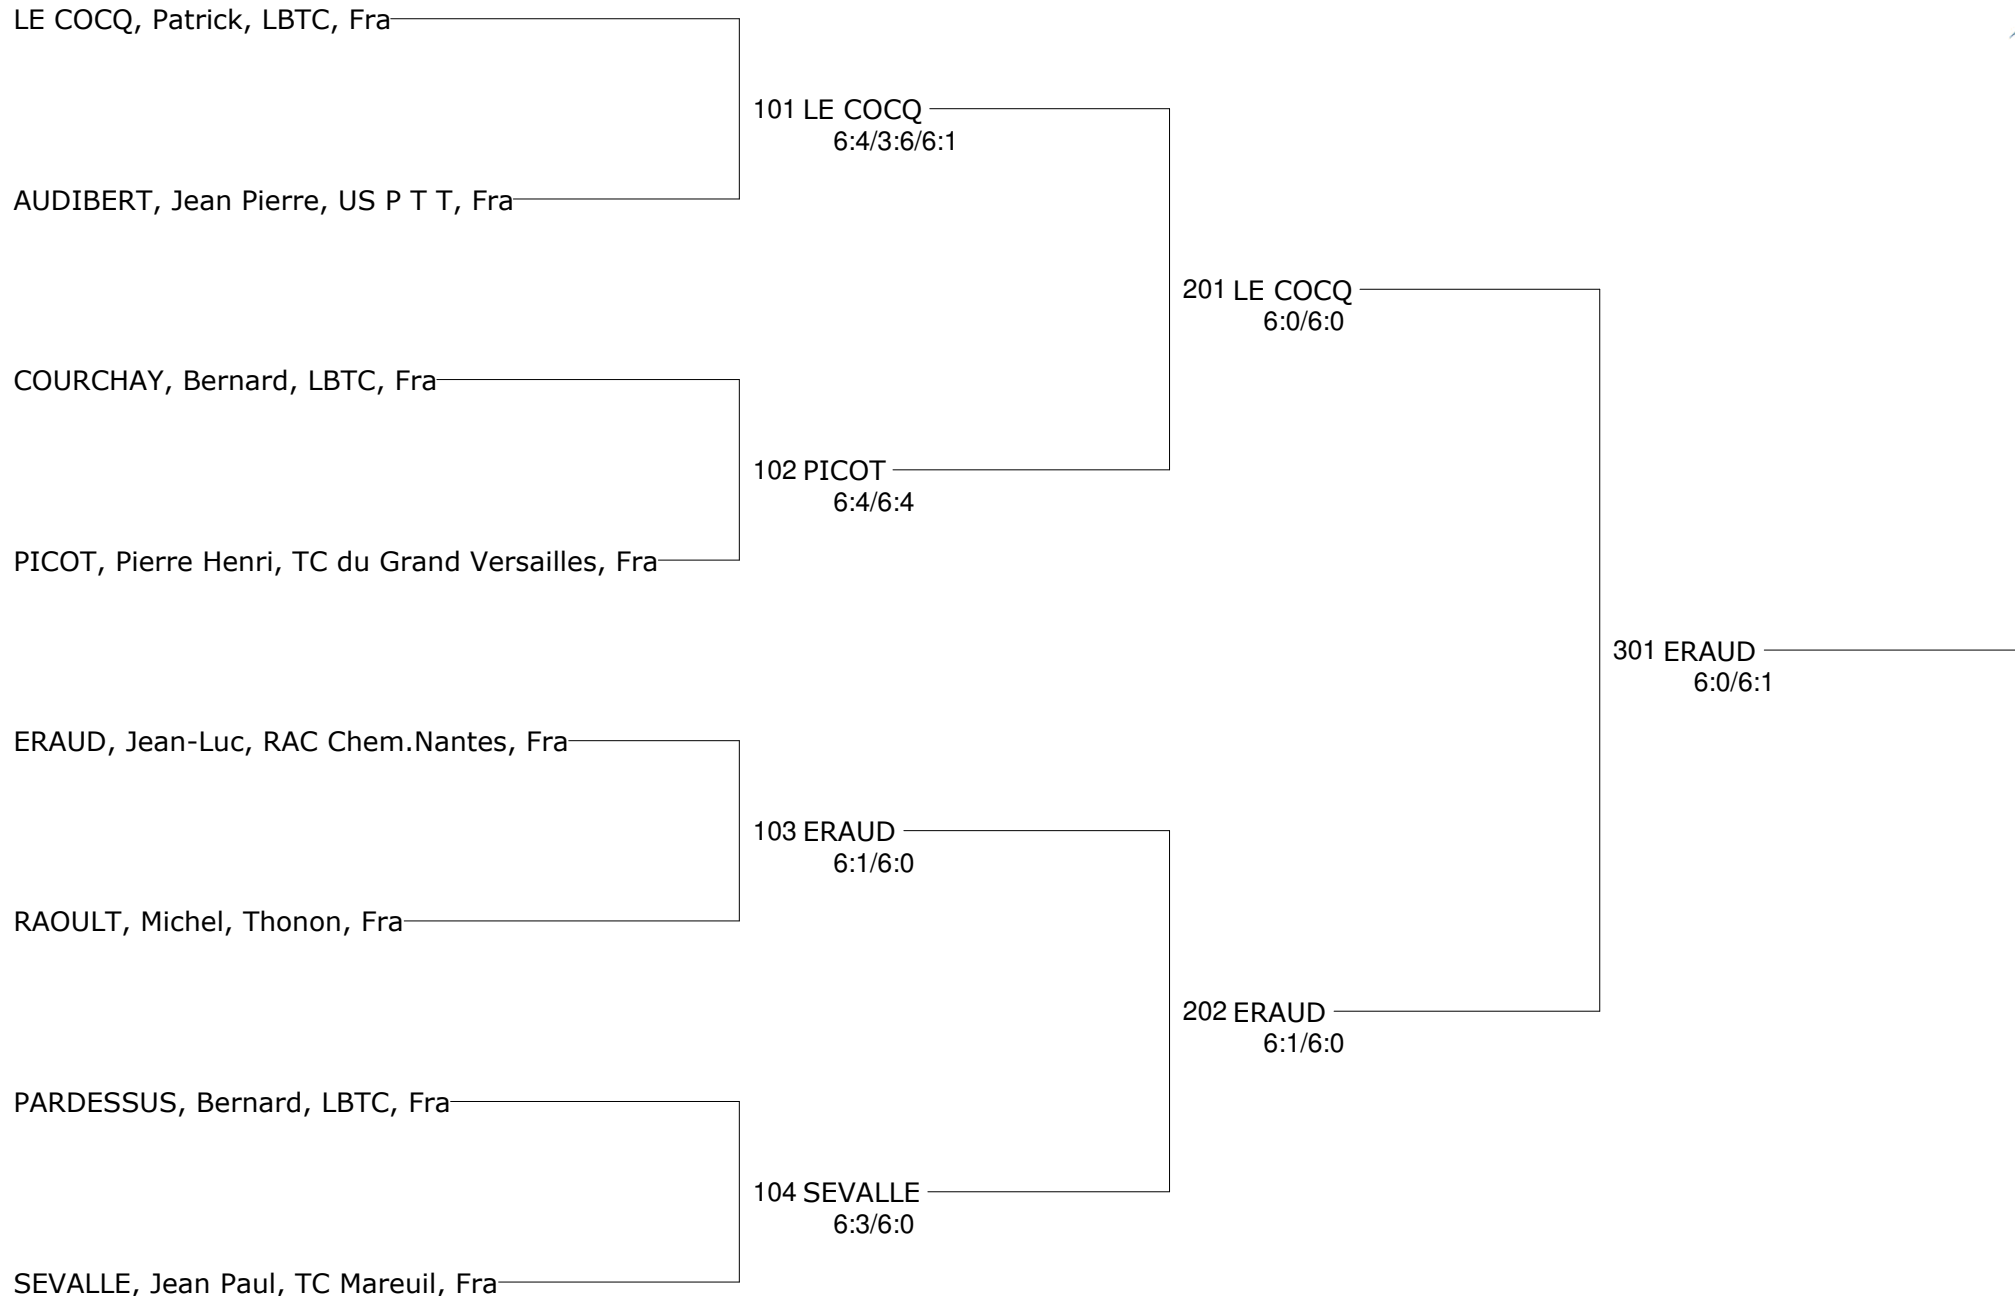 LE COCQ, Patrick, LBTC, Fra
101 LE COCQ
6:4/3:6/6:1
AUDIBERT, Jean Pierre, US P T T, Fra
201 LE COCQ
6:0/6:0
COURCHAY, Bernard, LBTC, Fra
102 PICOT
6:4/6:4
PICOT, Pierre Henri, TC du Grand Versailles, Fra
301 ERAUD
6:0/6:1
ERAUD, Jean-Luc, RAC Chem.Nantes, Fra
103 ERAUD
6:1/6:0
RAOULT, Michel, Thonon, Fra
202 ERAUD
6:1/6:0
PARDESSUS, Bernard, LBTC, Fra
104 SEVALLE
6:3/6:0
SEVALLE, Jean Paul, TC Mareuil, Fra